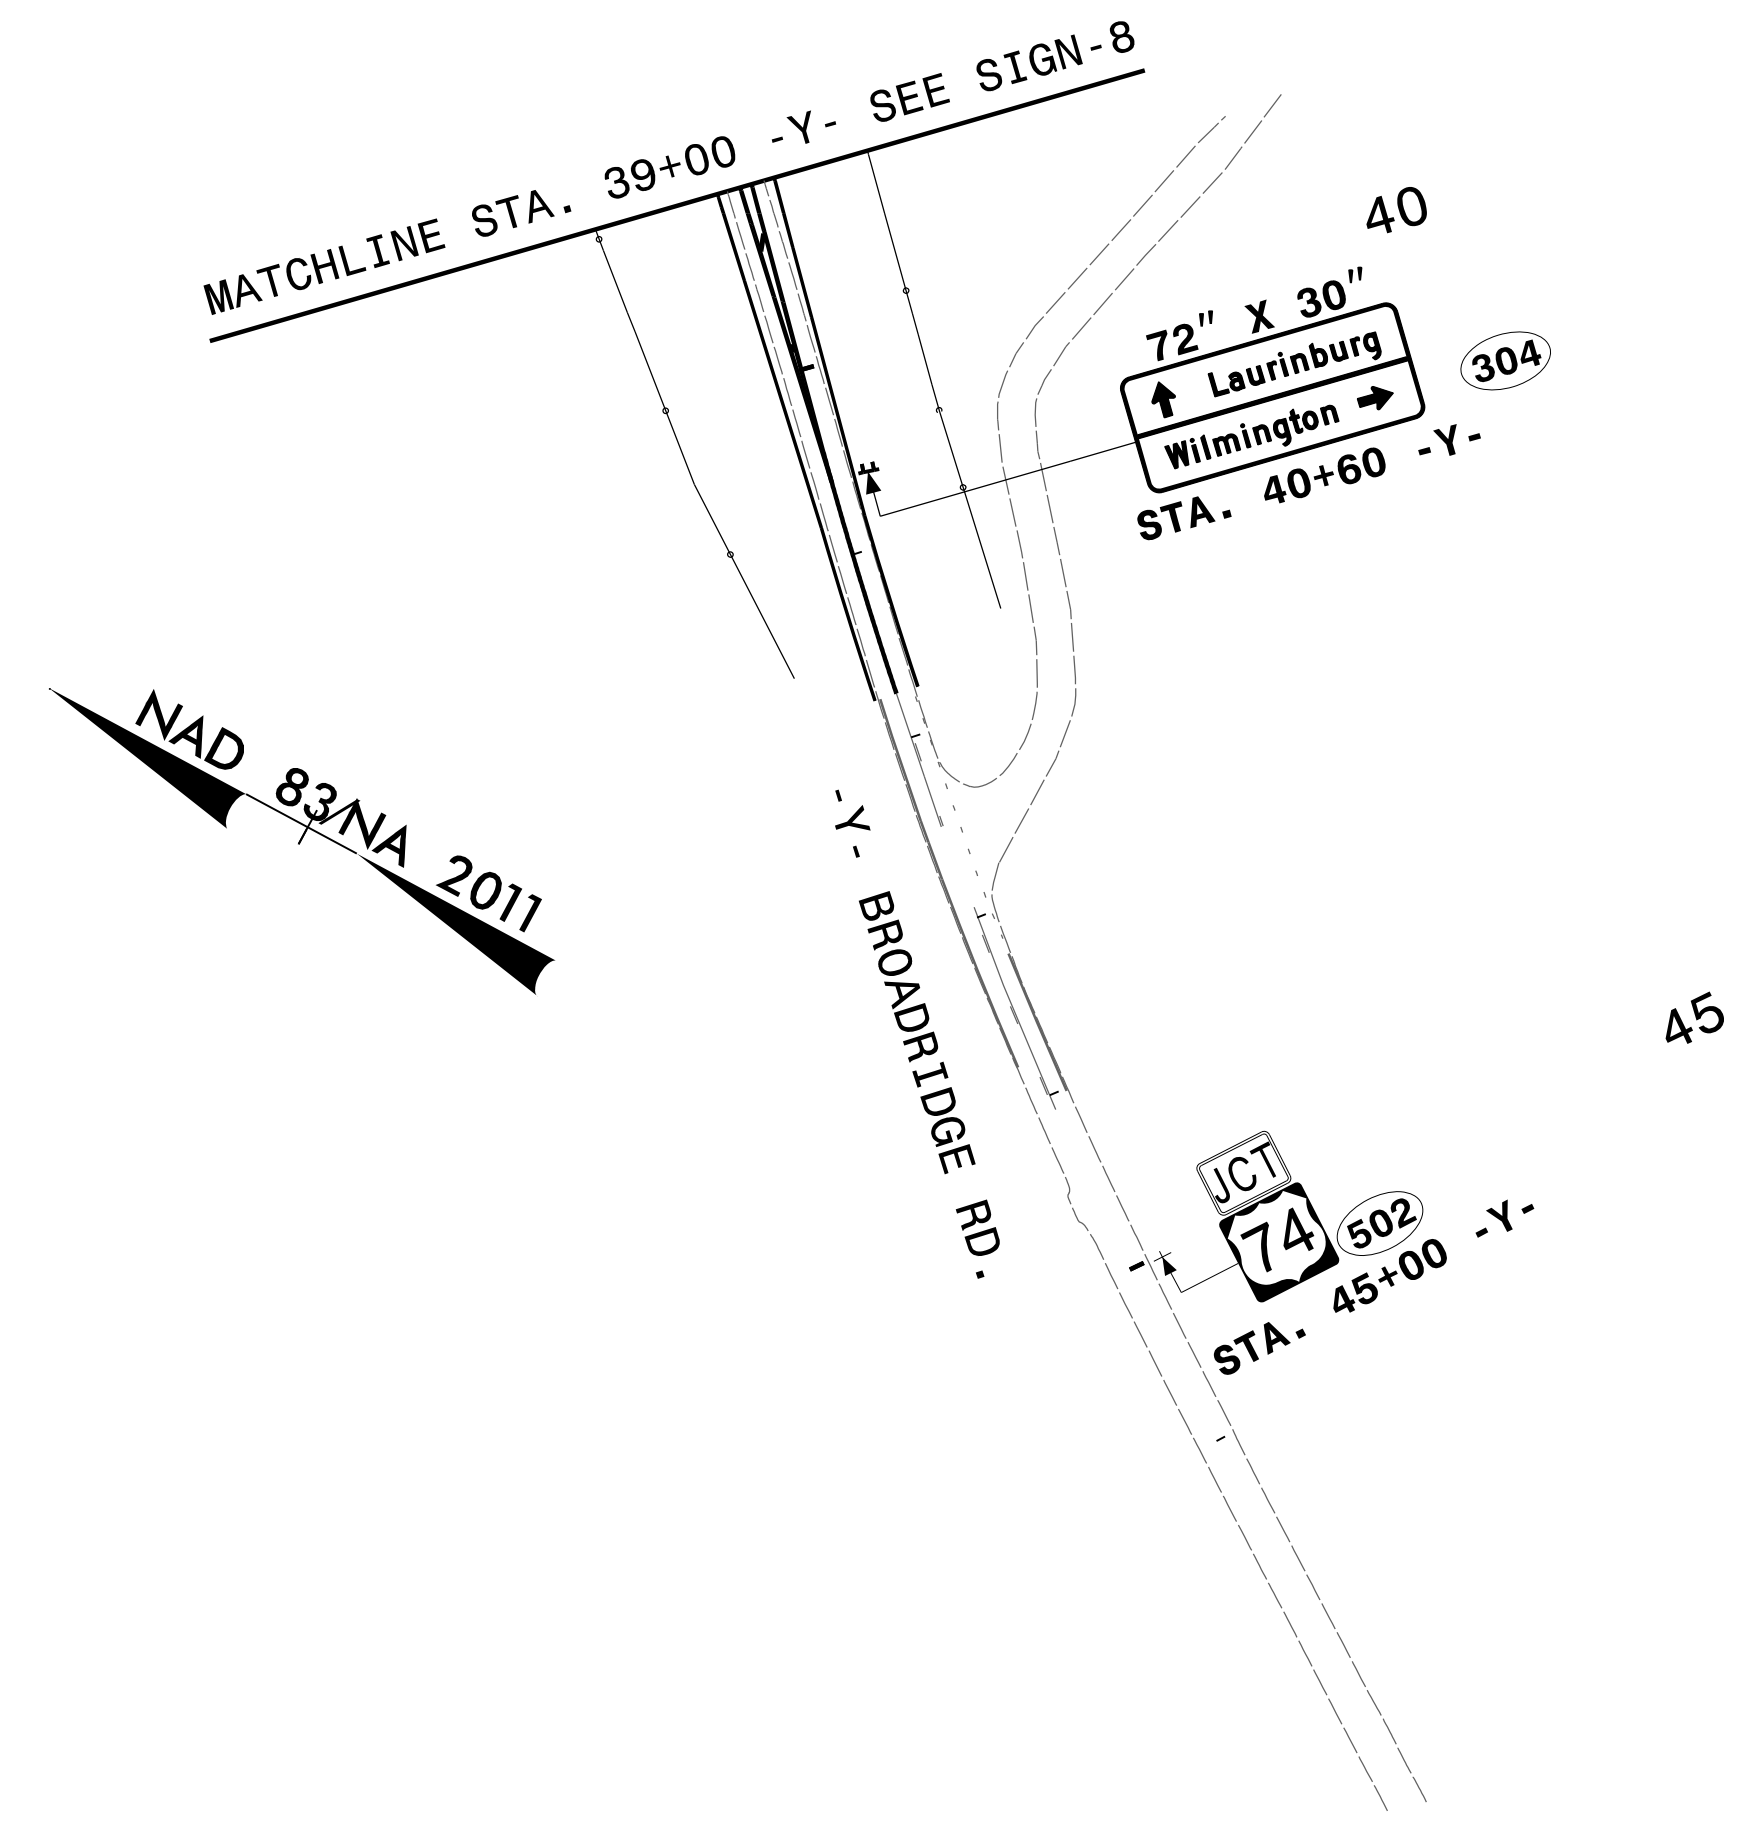 MATCHLINE STA. 39+00 -Y- SEE SIGN-8
40
72" X 30"
Laurinburg
Wilmington
304
STA. 40+60 -Y-
NAD 83/NA 2011
-Y- BROADRIDGE RD.
45
JCT
74
502
STA. 45+00 -Y-